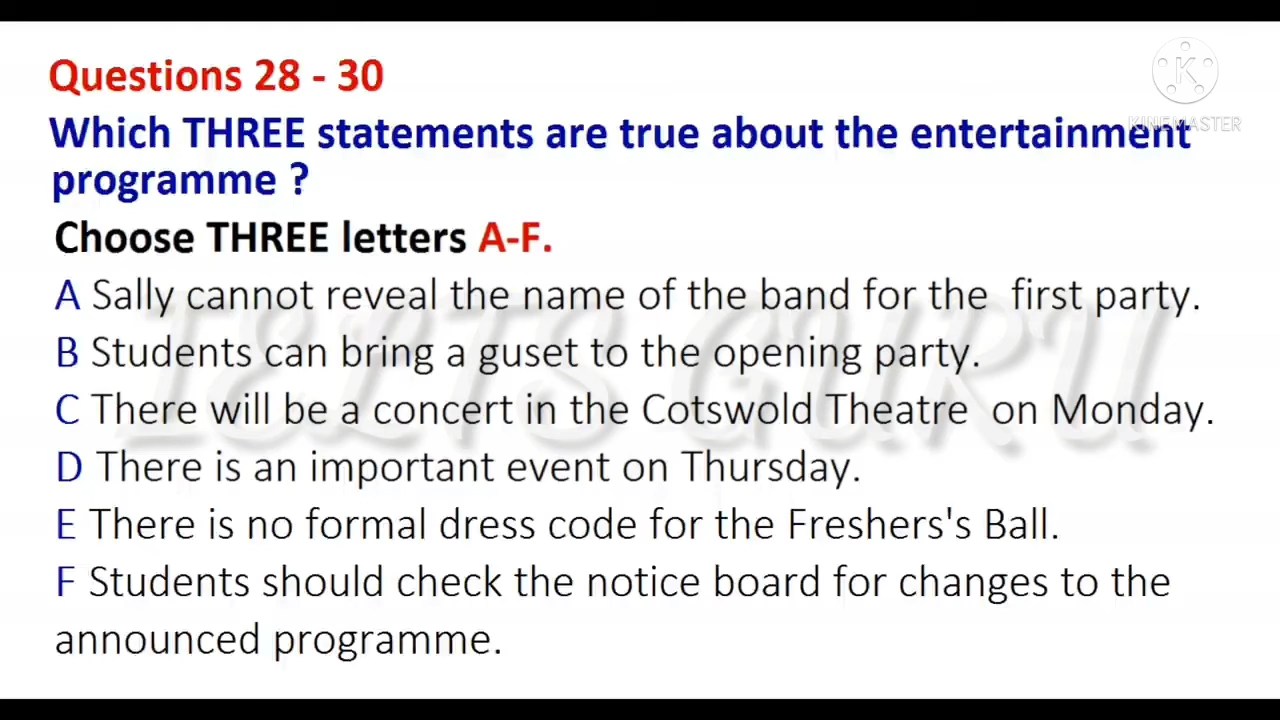 Questions 28 - 30
KINEMASTER
Which THREE statements are true about the entertainment
programme ?
Choose THREE letters A-F.
A Sally cannot reveal the name of the band for the first party.
B Students can bring a guset to the opening party.
C There will be a concert in the Cotswold Theatre on Monday.
D There is an important event on Thursday.
E There is no formal dress code for the Freshers's Ball.
F Students should check the notice board for changes to the
announced programme.
IELTS GURU